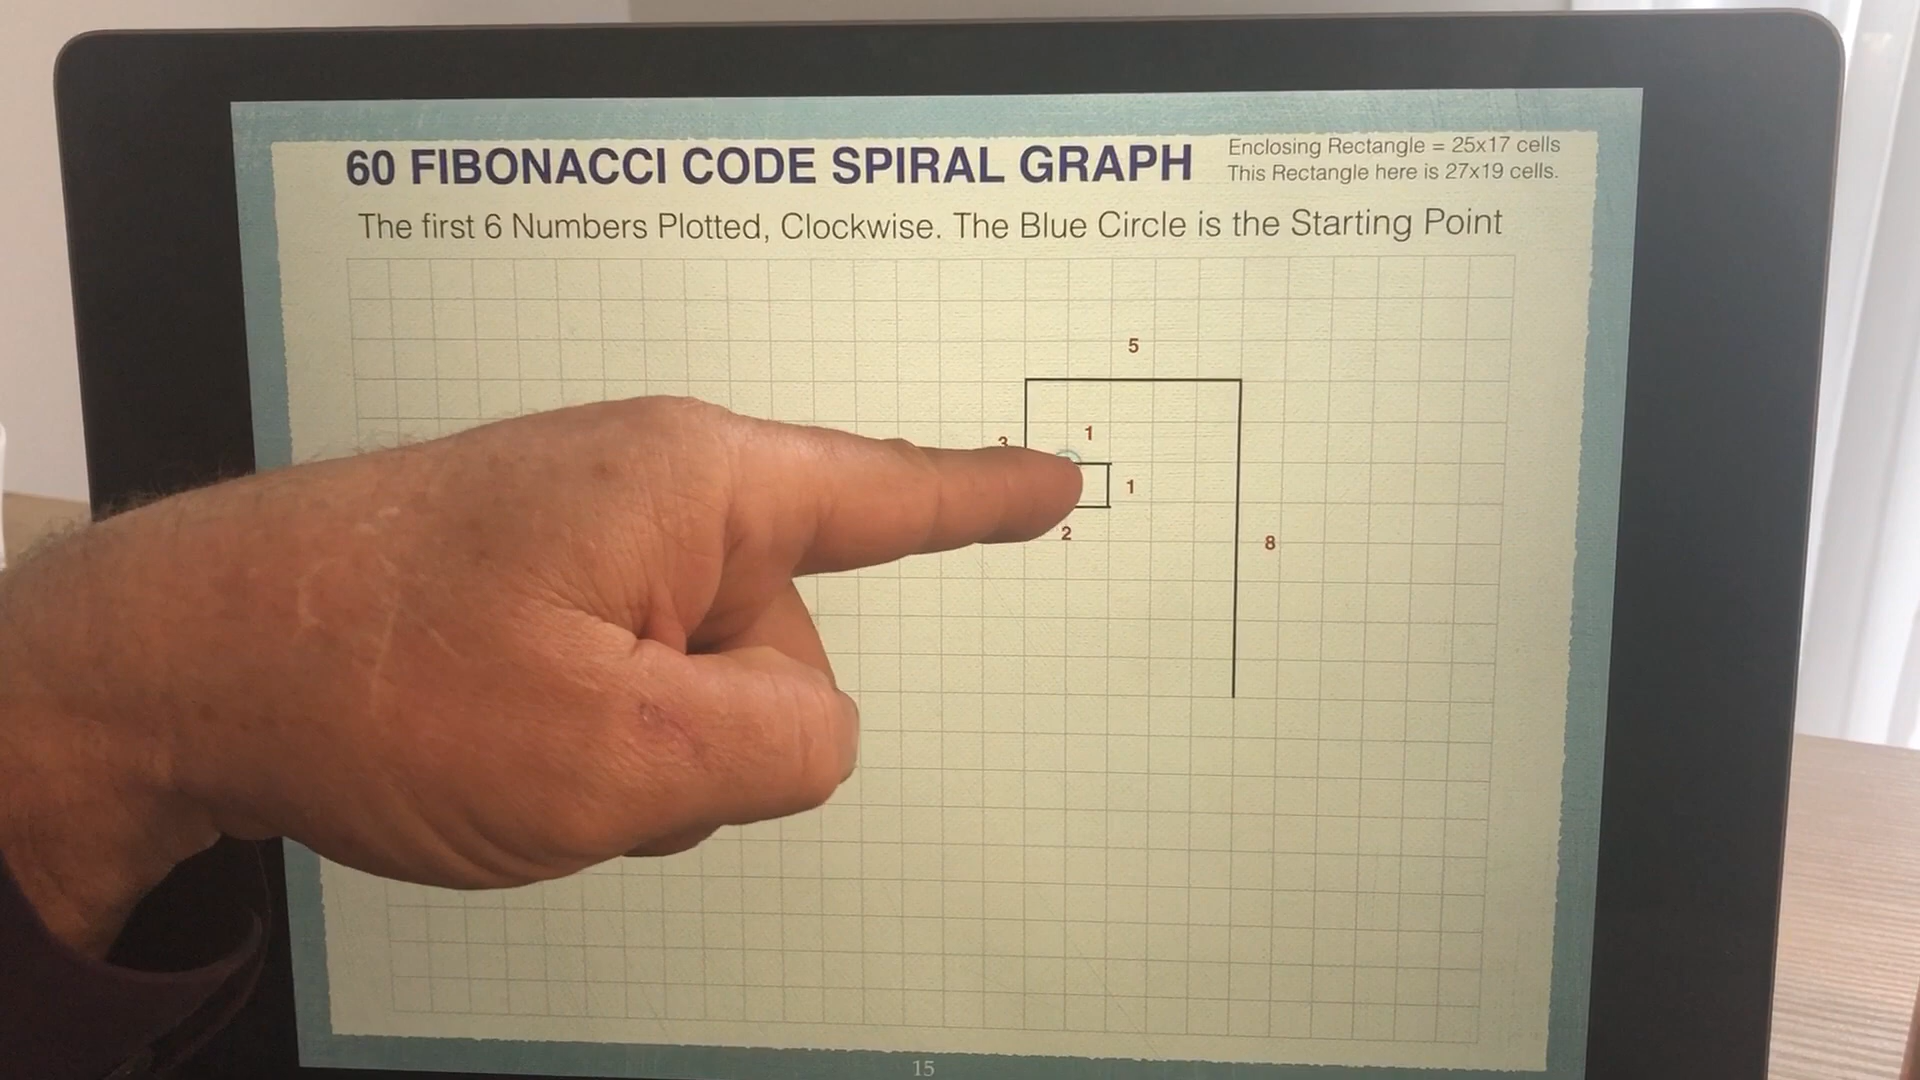 60 FIBONACCI CODE SPIRAL GRAPH
Enclosing Rectangle = 25x17 cells
This Rectangle here is 27x19 cells.
The first 6 Numbers Plotted, Clockwise. The Blue Circle is the Starting Point
5
1
3
1
2
8
15